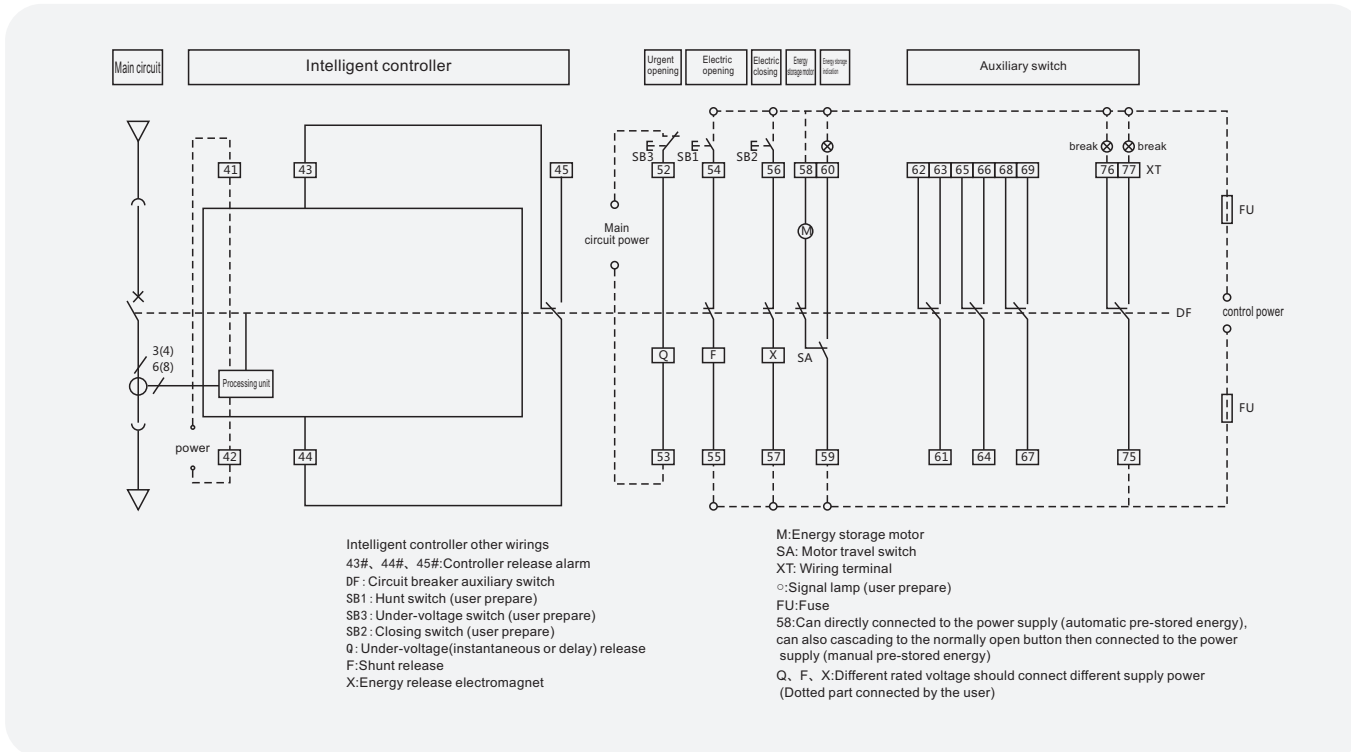 Main circuit
Intelligent controller
Urgent
opening
Electric
opening
Electric
closing
Energy
storage motor
Energy storage
indication
Auxiliary switch
break
break
SB3
SB1
SB2
41
43
45
52
54
56
58
60
62
63
65
66
68
69
76
77
XT
FU
Main
circuit power
M
DF
control power
3(4)
6(8)
Q
F
X
SA
Processing unit
FU
power
42
44
53
55
57
59
61
64
67
75
Intelligent controller other wirings
43#、44#、45#:Controller release alarm
DF: Circuit breaker auxiliary switch
SB1: Hunt switch (user prepare)
SB3: Under-voltage switch (user prepare)
SB2: Closing switch (user prepare)
Q: Under-voltage(instantaneous or delay) release
F:Shunt release
X:Energy release electromagnet
M:Energy storage motor
SA: Motor travel switch
XT: Wiring terminal
○:Signal lamp (user prepare)
FU:Fuse
58:Can directly connected to the power supply (automatic pre-stored energy),
can also cascading to the normally open button then connected to the power
supply (manual pre-stored energy)
Q、F、X:Different rated voltage should connect different supply power
(Dotted part connected by the user)